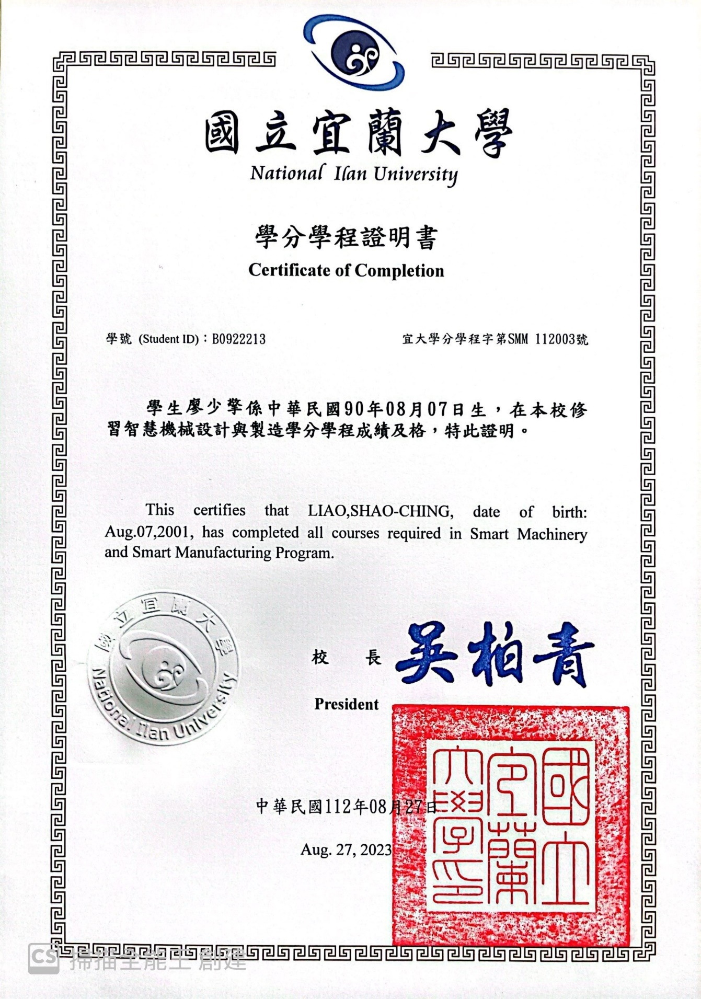 國立宜蘭大學
National Ilan University
學分學程證明書
Certificate of Completion
學號 (Student ID)：B0922213
宜大學分學程字第SMM 112003號
學生廖少擎係中華民國90年08月07日生，在本校修
習智慧機械設計與製造學分學程成績及格，特此證明。
This certifies that LIAO,SHAO-CHING, date of birth:
Aug.07,2001, has completed all courses required in Smart Machinery
and Smart Manufacturing Program.
國立宜蘭大學
National Ilan University
校長 吳柏青
President
國立宜蘭大學印
中華民國112年08月27日
Aug. 27, 2023
CS 掃描全能王 創建